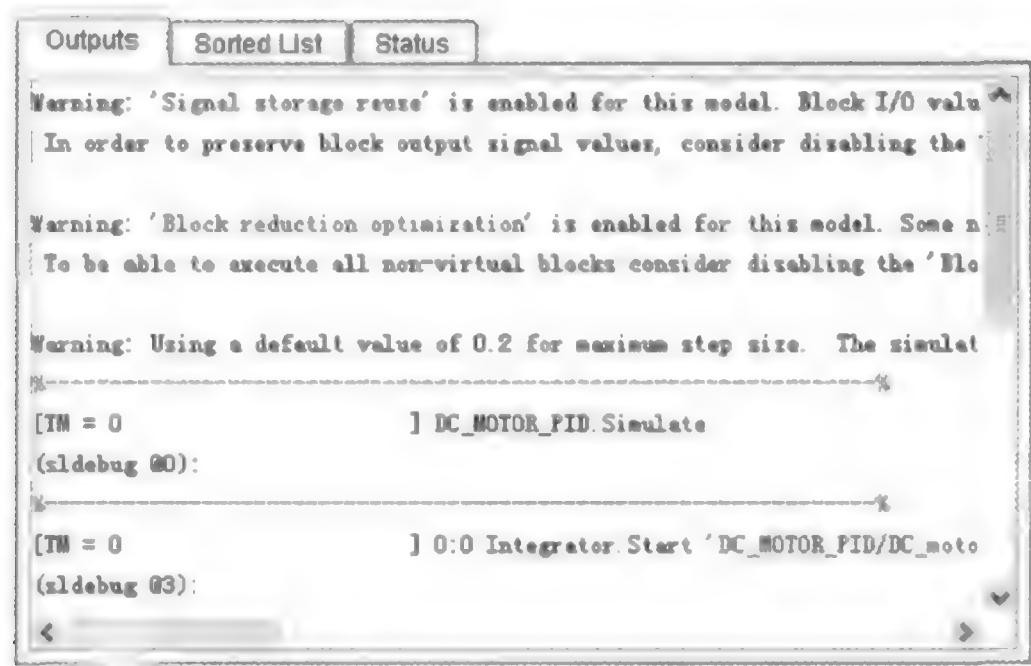 Outputs Sorted List Status
Warning: 'Signal storage reuse' is enabled for this model. Block I/O valu
In order to preserve block output signal values, consider disabling the '
Warning: 'Block reduction optimization' is enabled for this model. Some n
To be able to execute all non-virtual blocks consider disabling the 'Blo
Warning: Using a default value of 0.2 for maximum step size. The simulat
%----------------------------------------------------------------%
[TM = 0 ] DC_MOTOR_PID.Simulate
(sldebug @0):
%----------------------------------------------------------------%
[TM = 0 ] 0:0 Integrator.Start 'DC_MOTOR_PID/DC_moto
(sldebug @3):